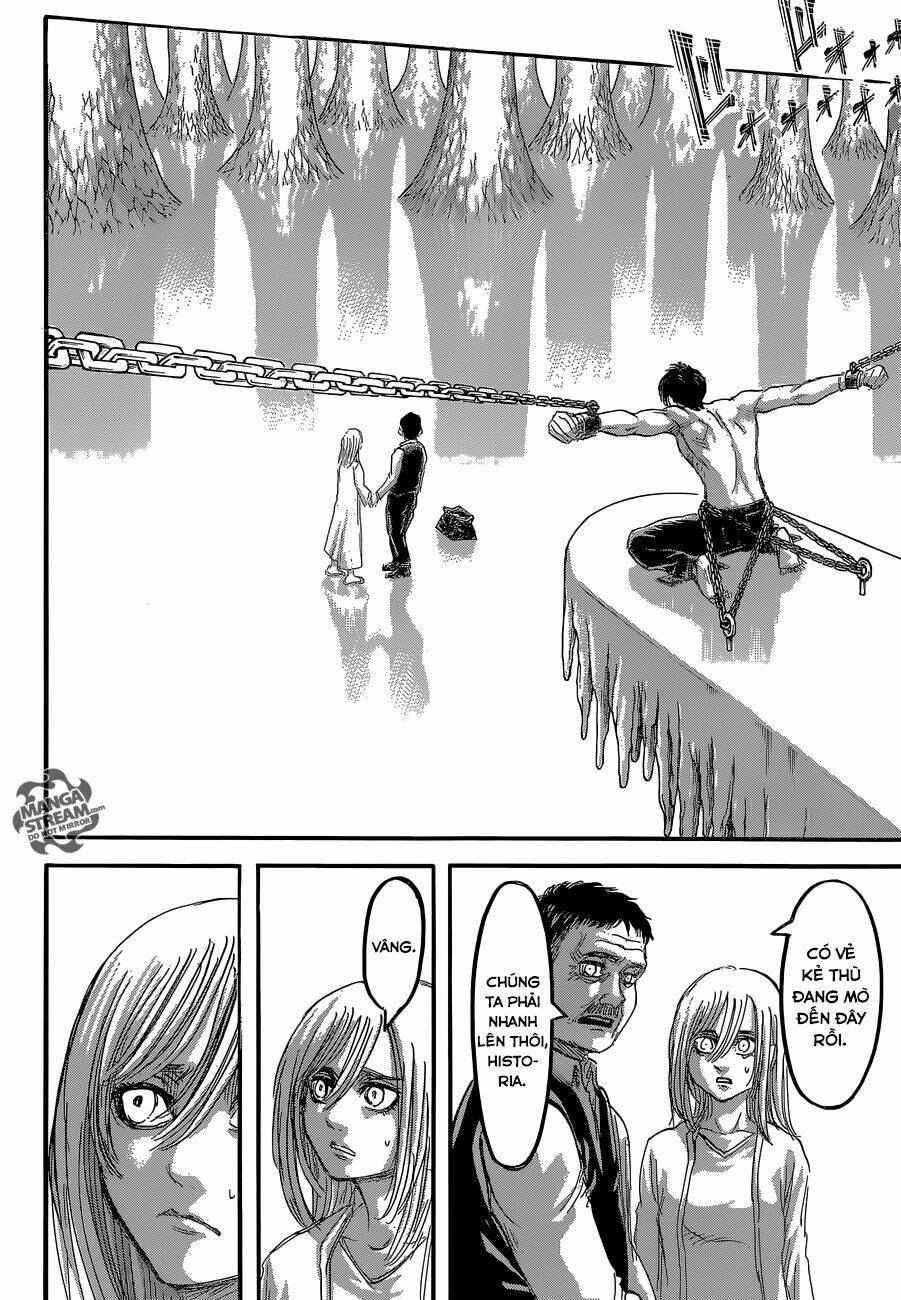 MANGA
STREAM.com
DO NOT MIRROR
CÓ VẺ
KẺ THÙ
ĐANG MÒ
ĐẾN ĐÂY
RỒI.
CHÚNG
TA PHẢI
NHANH
LÊN THÔI,
HISTO-
RIA.
VÂNG.